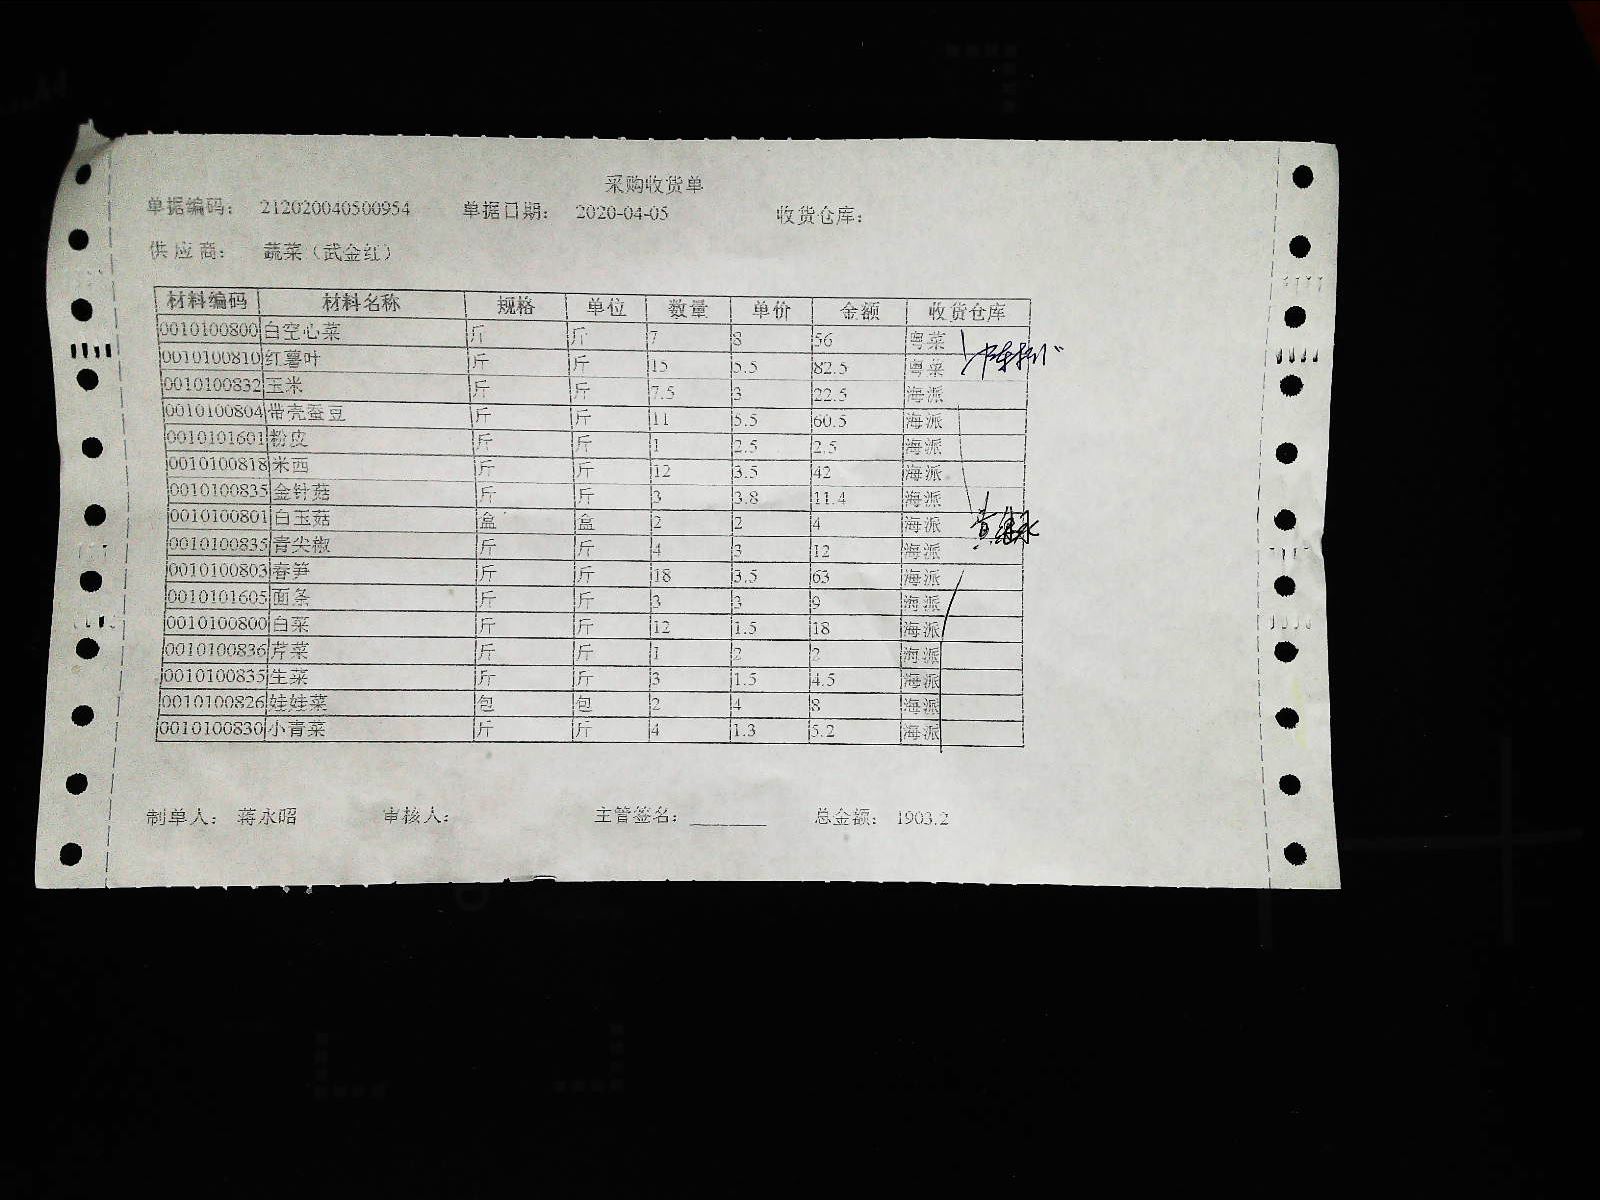 采购收货单
单据编码： 212020040500954 单据日期： 2020-04-05 收货仓库：
供应商： 蔬菜（武金红）
材料编码 材料名称 规格 单位 数量 单价 金额 收货仓库
0010100800 白空心菜 斤 斤 7 8 56 粤菜
0010100810 红薯叶 斤 斤 15 5.5 82.5 粤菜
0010100832 玉米 斤 斤 7.5 3 22.5 海派
0010100804 带壳蚕豆 斤 斤 11 5.5 60.5 海派
0010101601 粉皮 斤 斤 1 2.5 2.5 海派
0010100818 米西 斤 斤 12 3.5 42 海派
0010100835 金针菇 斤 斤 3 3.8 11.4 海派
0010100801 白玉菇 盒 盒 2 2 4 海派
0010100835 青尖椒 斤 斤 4 3 12 海派
0010100803 春笋 斤 斤 18 3.5 63 海派
0010101605 面条 斤 斤 3 3 9 海派
0010100800 白菜 斤 斤 12 1.5 18 海派
0010100836 芹菜 斤 斤 1 2 2 海派
0010100835 生菜 斤 斤 3 1.5 4.5 海派
0010100826 娃娃菜 包 包 2 4 8 海派
0010100830 小青菜 斤 斤 4 1.3 5.2 海派
制单人： 蒋永昭 审核人： 主管签名： 总金额： 1903.2